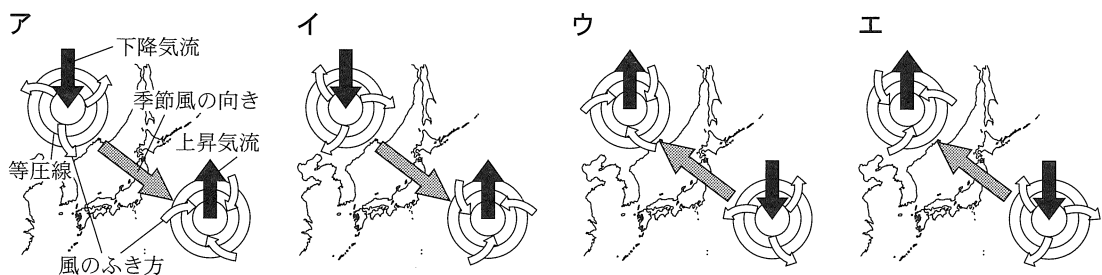 ア
イ
ウ
エ
下降気流
季節風の向き
上昇気流
等圧線
風のふき方